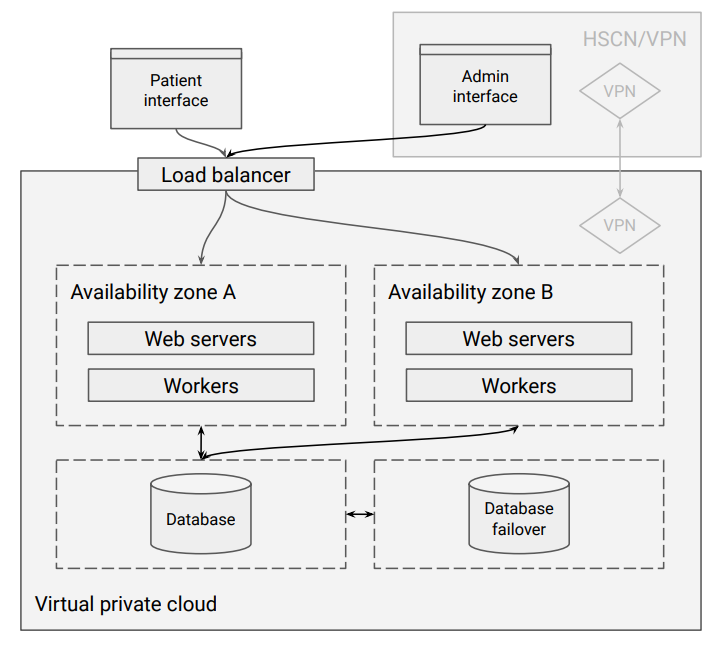 HSCN/VPN
Patient
interface
Admin
interface
VPN
Load balancer
VPN
Availability zone A
Availability zone B
Web servers
Web servers
Workers
Workers
Database
Database
failover
Virtual private cloud